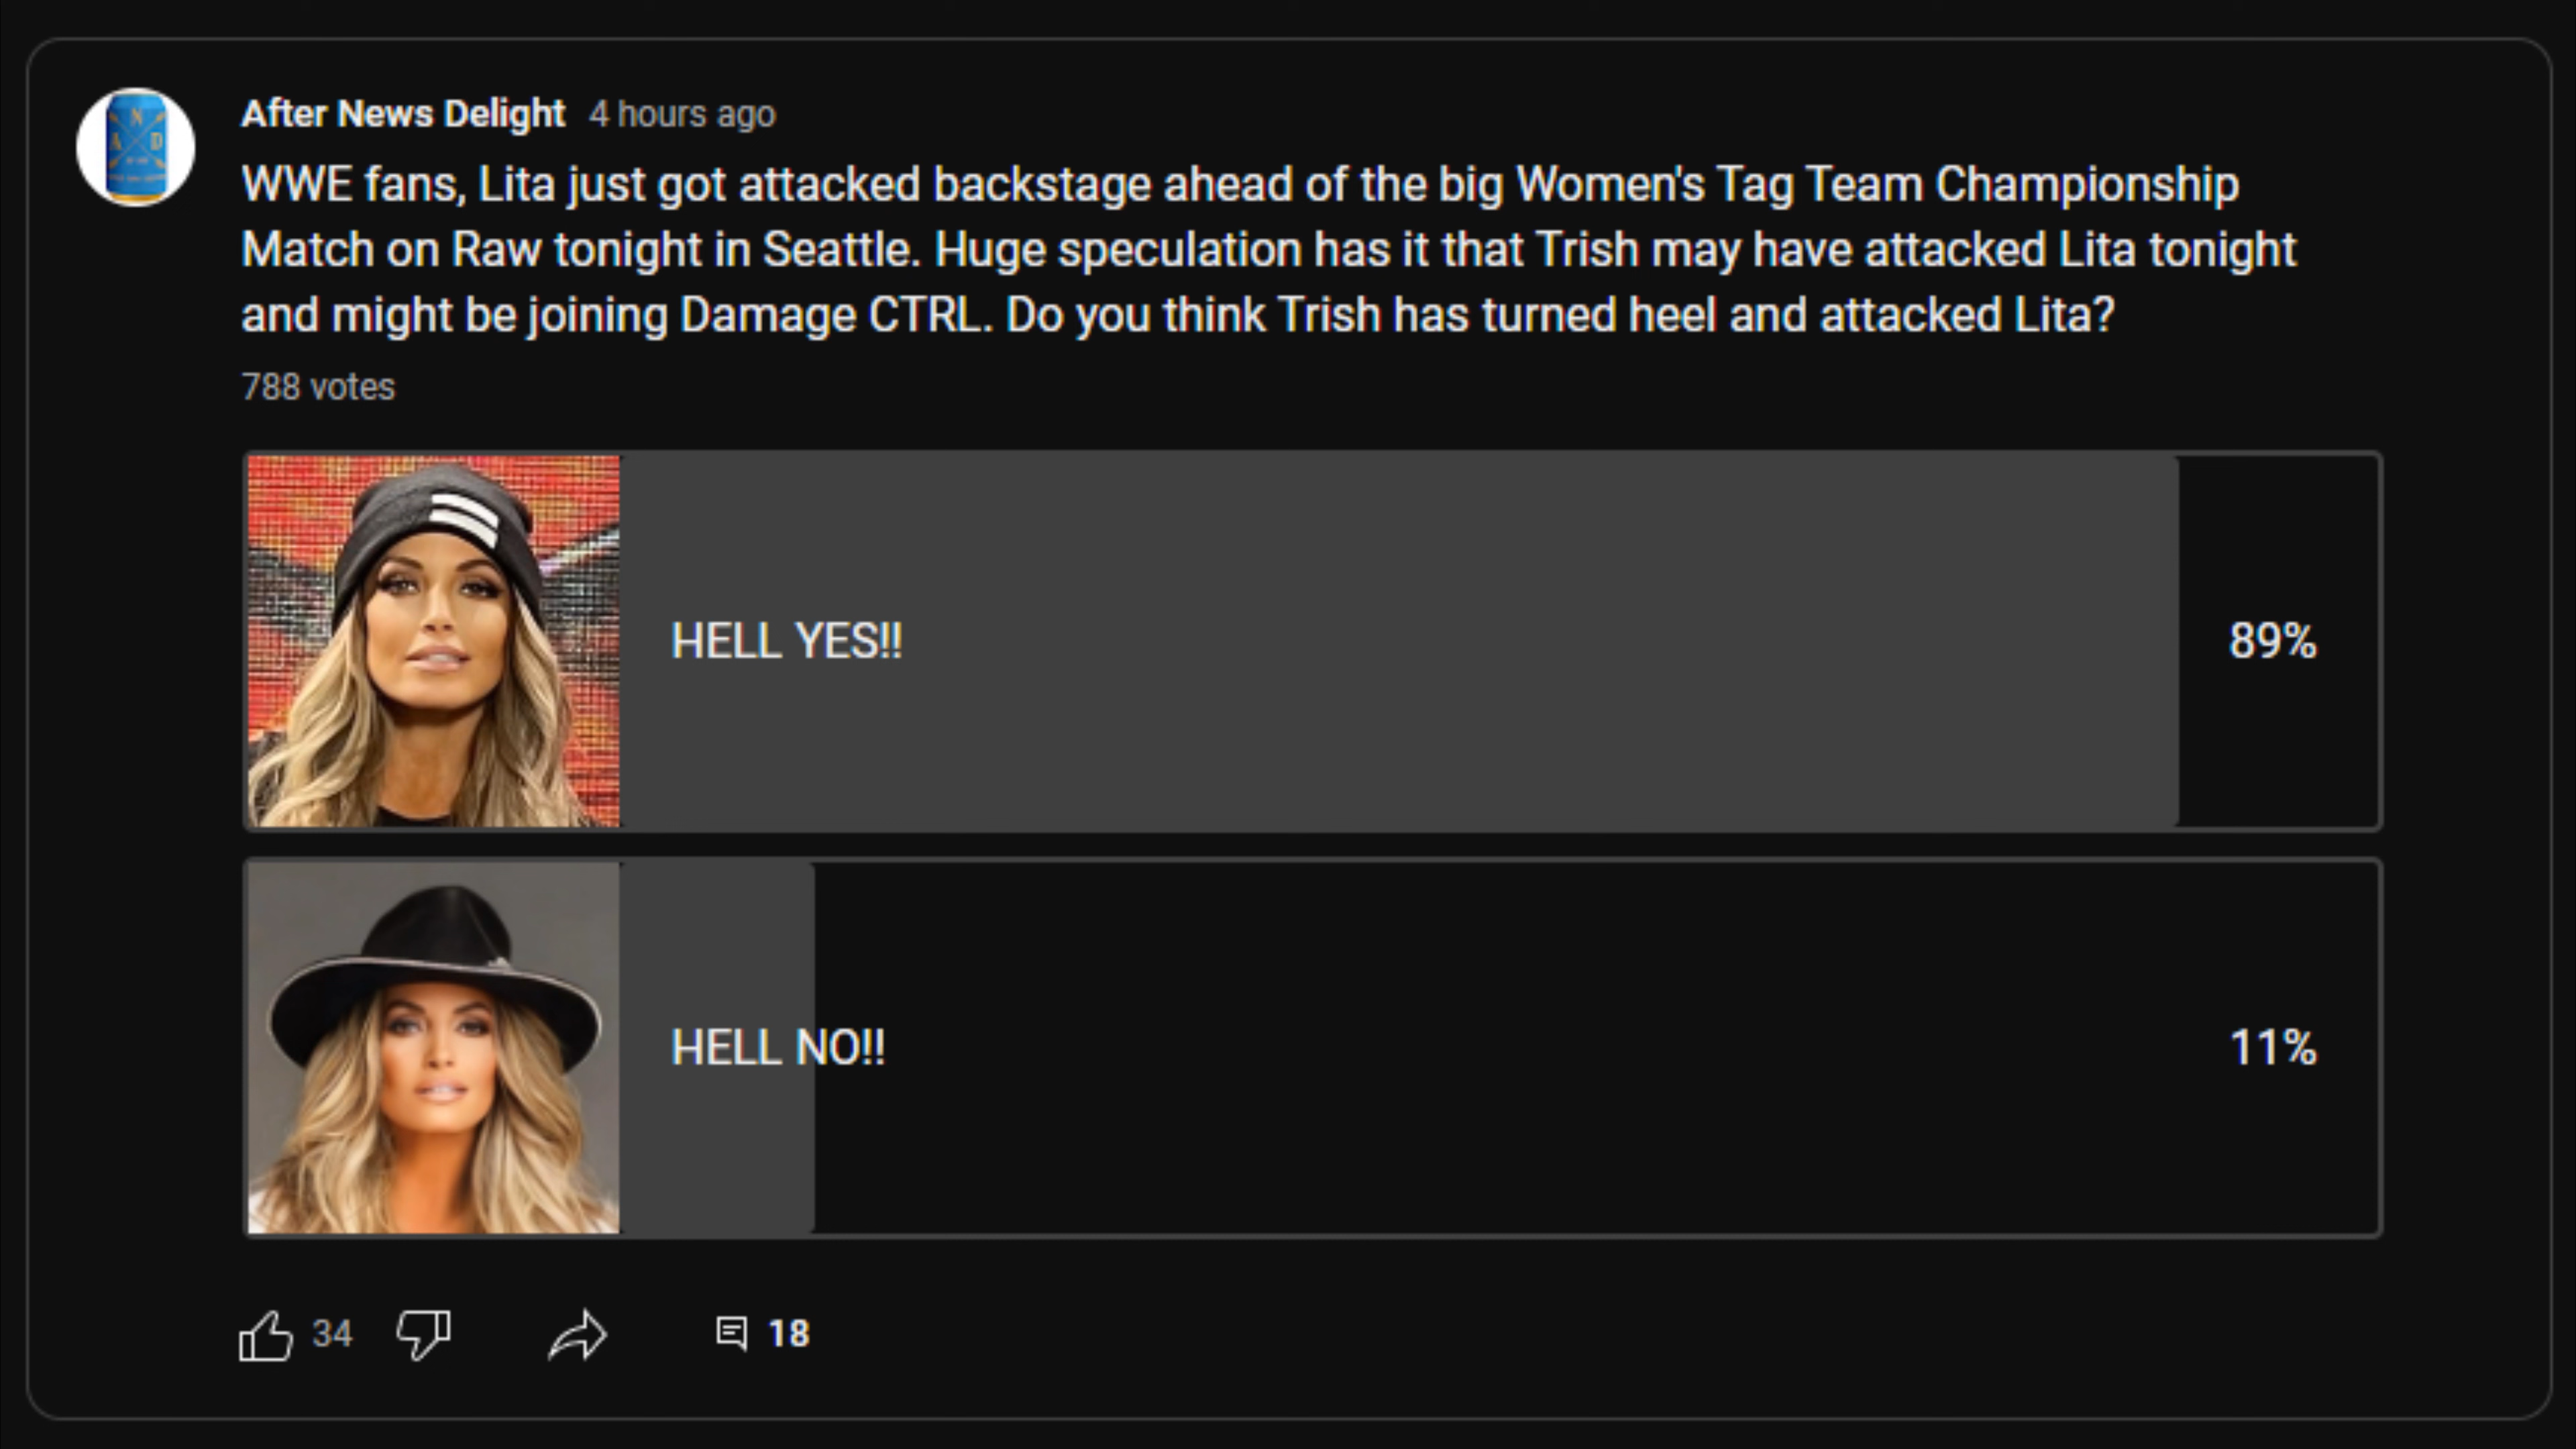 After News Delight 4 hours ago
WWE fans, Lita just got attacked backstage ahead of the big Women's Tag Team Championship
Match on Raw tonight in Seattle. Huge speculation has it that Trish may have attacked Lita tonight
and might be joining Damage CTRL. Do you think Trish has turned heel and attacked Lita?
788 votes
HELL YES!! 89%
HELL NO!! 11%
34 18
N
A D